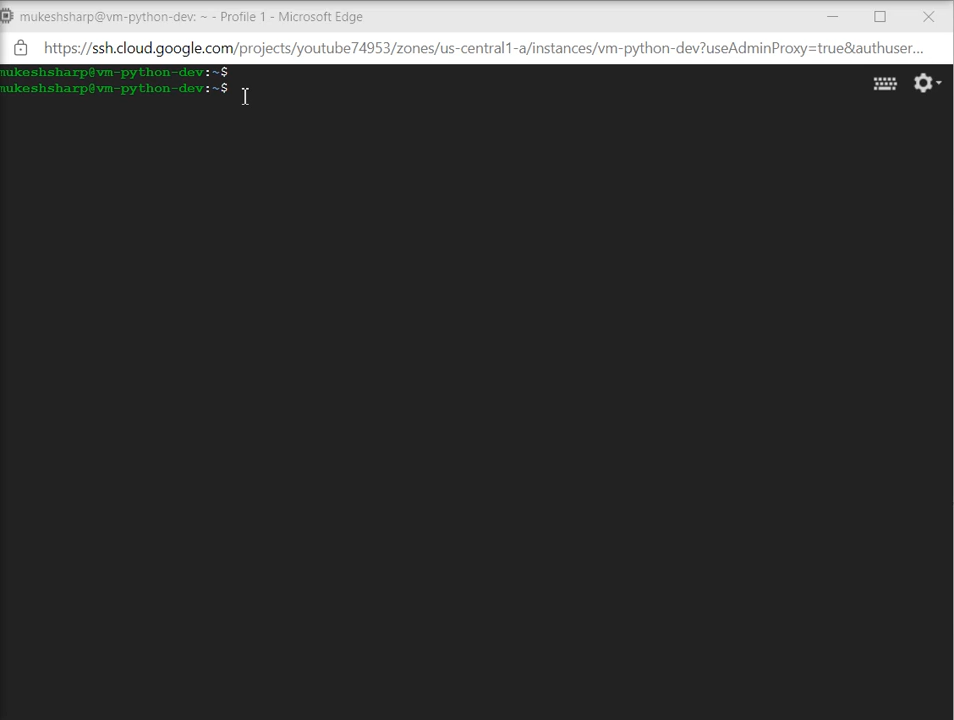 mukeshsharp@vm-python-dev: ~ - Profile 1 - Microsoft Edge
https://ssh.cloud.google.com/projects/youtube74953/zones/us-central1-a/instances/vm-python-dev?useAdminProxy=true&authuser...
mukeshsharp@vm-python-dev:~$
mukeshsharp@vm-python-dev:~$